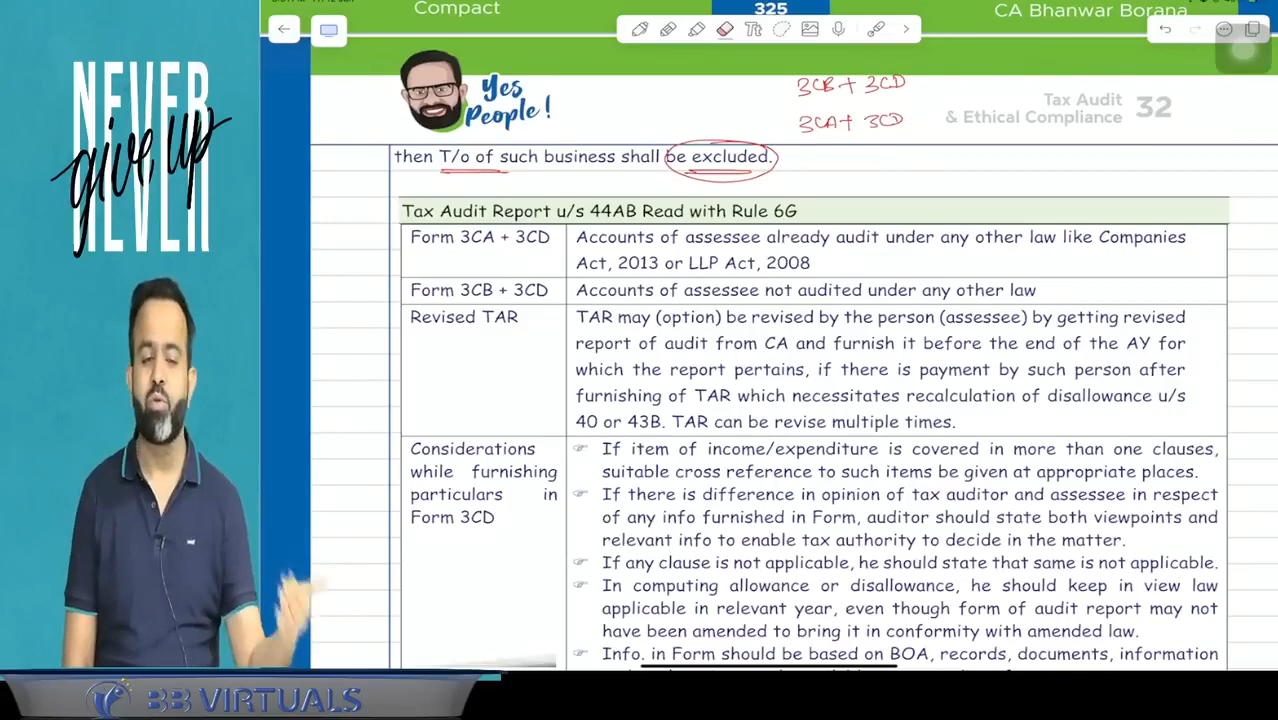 Compact
325
CA Bhanwar Borana
NEVER
give up
NEVER
Tt
Yes
People !
3CB + 3CD
3CA + 3CD
Tax Audit
& Ethical Compliance
32
then T/o of such business shall be excluded.
Tax Audit Report u/s 44AB Read with Rule 6G
Form 3CA + 3CD
Accounts of assessee already audit under any other law like Companies
Act, 2013 or LLP Act, 2008
Form 3CB + 3CD
Accounts of assessee not audited under any other law
Revised TAR
TAR may (option) be revised by the person (assessee) by getting revised
report of audit from CA and furnish it before the end of the AY for
which the report pertains, if there is payment by such person after
furnishing of TAR which necessitates recalculation of disallowance u/s
40 or 43B. TAR can be revise multiple times.
Considerations
while furnishing
particulars in
Form 3CD
If item of income/expenditure is covered in more than one clauses,
suitable cross reference to such items be given at appropriate places.
If there is difference in opinion of tax auditor and assessee in respect
of any info furnished in Form, auditor should state both viewpoints and
relevant info to enable tax authority to decide in the matter.
If any clause is not applicable, he should state that same is not applicable.
In computing allowance or disallowance, he should keep in view law
applicable in relevant year, even though form of audit report may not
have been amended to bring it in conformity with amended law.
Info. in Form should be based on BOA, records, documents, information
BB VIRTUALS